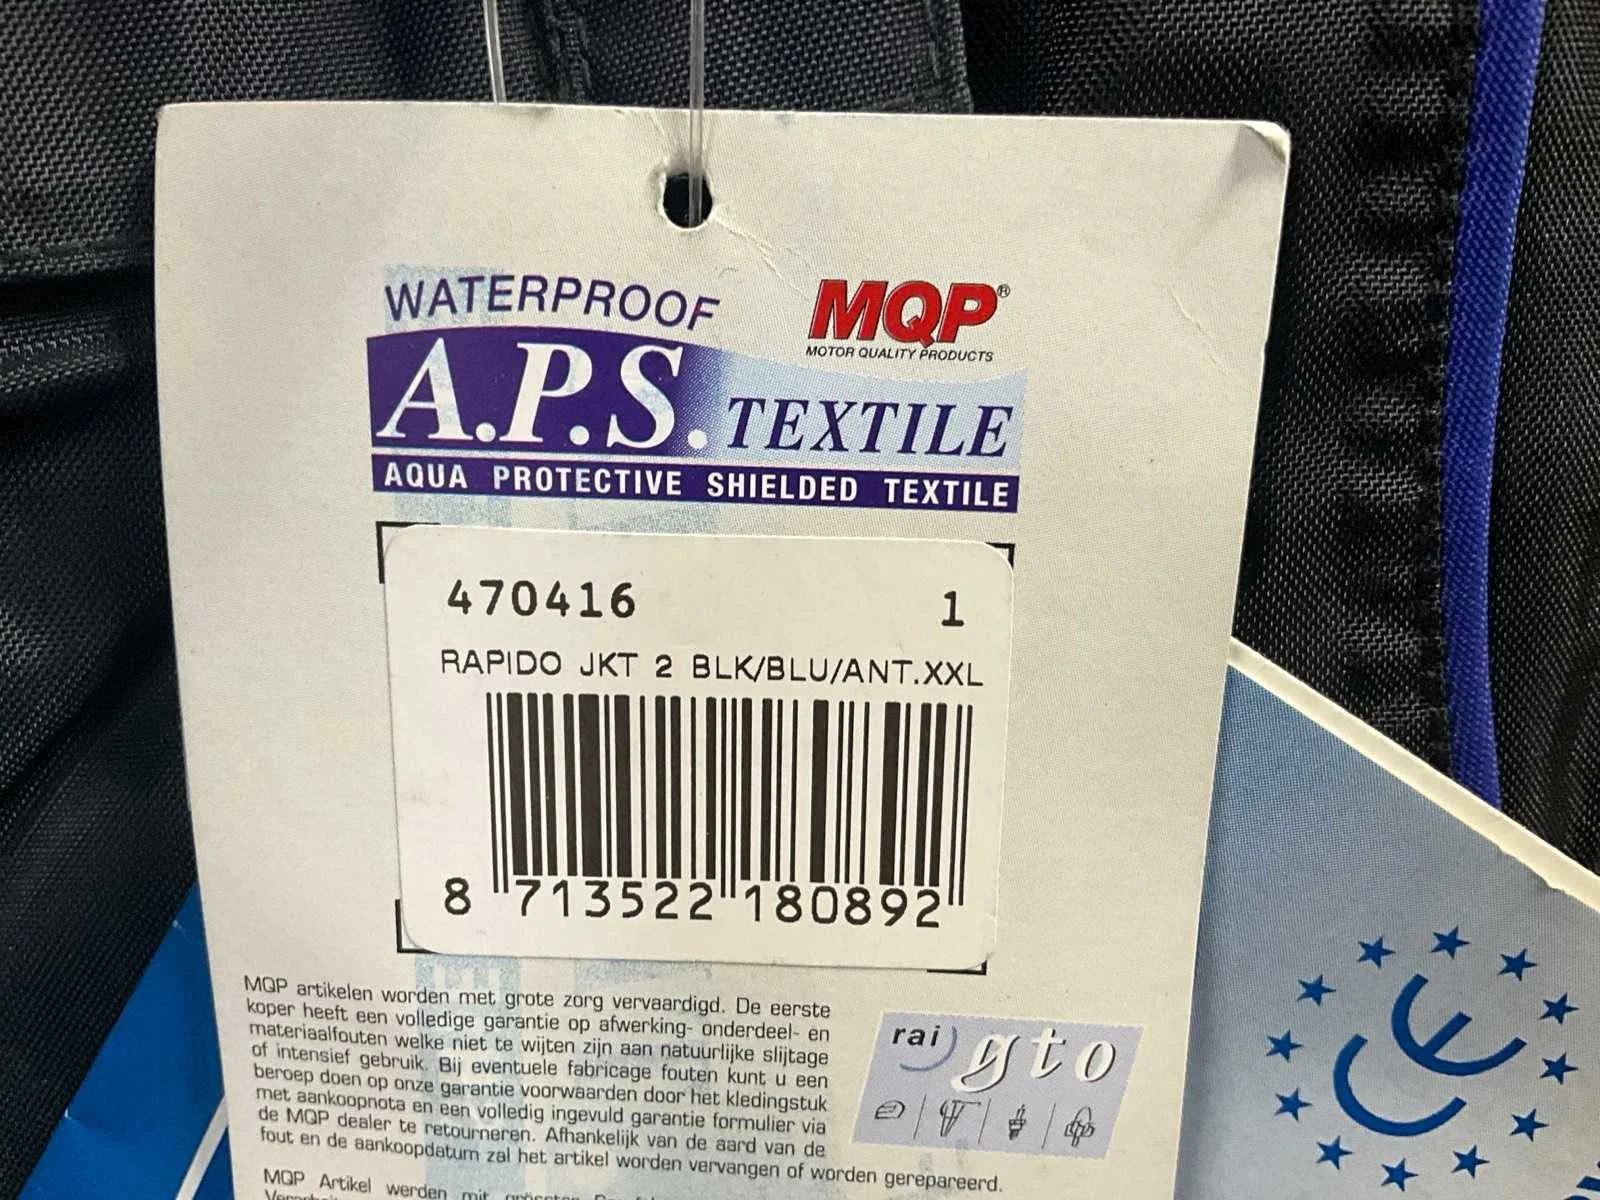 WATERPROOF
MQP®
MOTOR QUALITY PRODUCTS
A.P.S. TEXTILE
AQUA PROTECTIVE SHIELDED TEXTILE
470416 1
RAPIDO JKT 2 BLK/BLU/ANT.XXL
8 713522 180892
MQP artikelen worden met grote zorg vervaardigd. De eerste
koper heeft een volledige garantie op afwerking- onderdeel- en
materiaalfouten welke niet te wijten zijn aan natuurlijke slijtage
of intensief gebruik. Bij eventuele fabricage fouten kunt u een
beroep doen op onze garantie voorwaarden door het kledingstuk
met aankoopnota en een volledig ingevuld garantie formulier via
de MQP dealer te retourneren. Afhankelijk van de aard van de
fout en de aankoopdatum zal het artikel worden vervangen of worden gerepareerd.
rai gto
CE
MQP Artikel werden mit